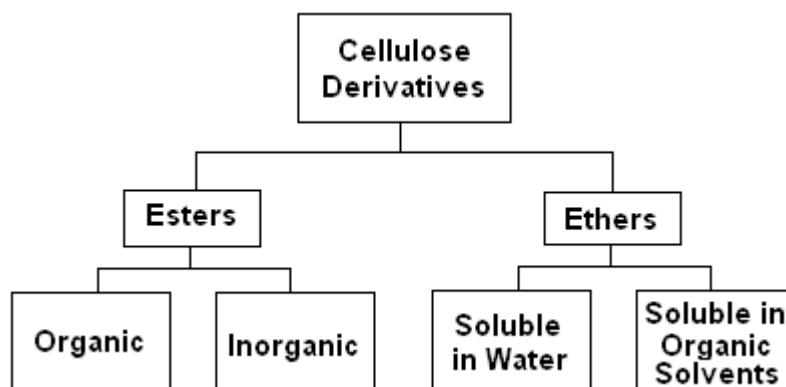 Cellulose
Derivatives
Esters
Ethers
Organic
Inorganic
Soluble
in Water
Soluble in
Organic
Solvents